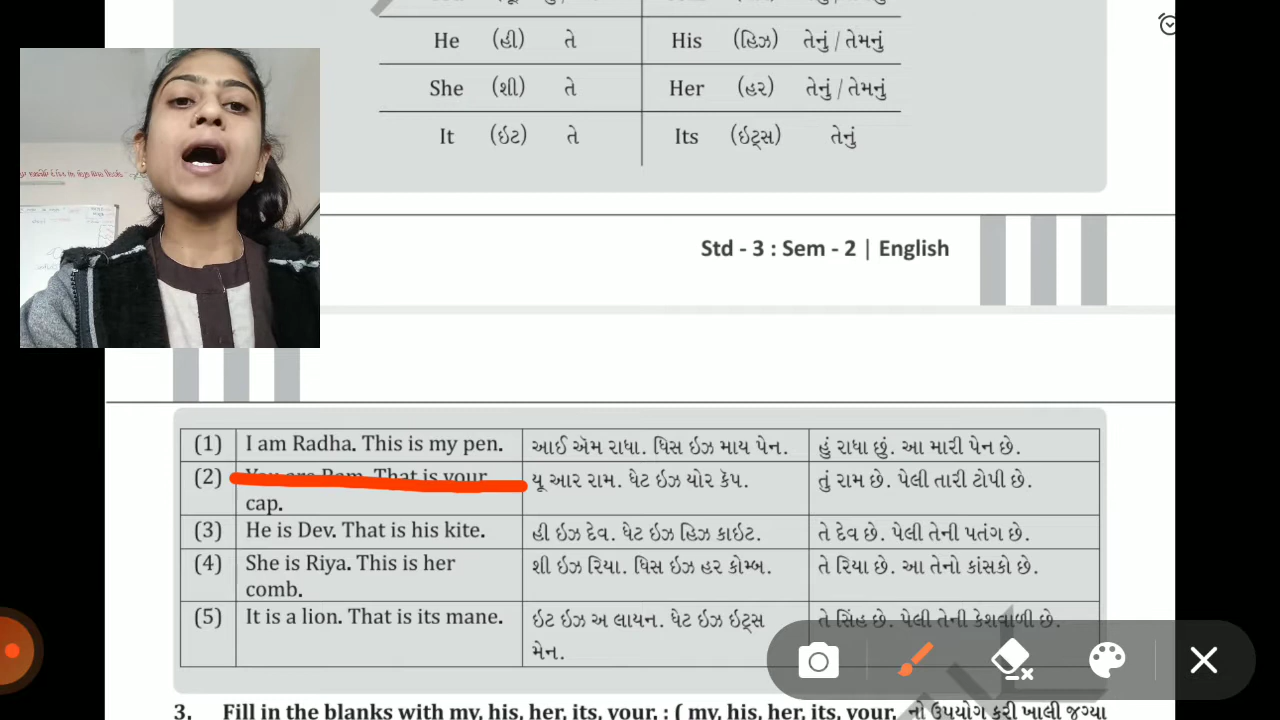 He (હી) તે His (હિઝ) તેનું / તેમનું
She (શી) તે Her (હર) તેનું / તેમનું
It (ઇટ) તે Its (ઇટ્સ) તેનું
Std - 3 : Sem - 2 | English
(1) I am Radha. This is my pen. આઈ ઍમ રાધા. ધિસ ઇઝ માય પેન. હું રાધા છું. આ મારી પેન છે.
(2) You are Ram. That is your યૂ આર રામ. ધેટ ઇઝ યોર કૅપ. તું રામ છે. પેલી તારી ટોપી છે.
cap.
(3) He is Dev. That is his kite. હી ઇઝ દેવ. ધેટ ઇઝ હિઝ કાઇટ. તે દેવ છે. પેલી તેની પતંગ છે.
(4) She is Riya. This is her શી ઇઝ રિયા. ધિસ ઇઝ હર કોમ્બ. તે રિયા છે. આ તેનો કાંસકો છે.
comb.
(5) It is a lion. That is its mane. ઇટ ઇઝ અ લાયન. ધેટ ઇઝ ઇટ્સ તે સિંહ છે. પેલી તેની કેશવાળી છે.
મેન.
3. Fill in the blanks with my, his, her, its, your. : ( my, his, her, its, your. નો ઉપયોગ કરી ખાલી જગ્યા